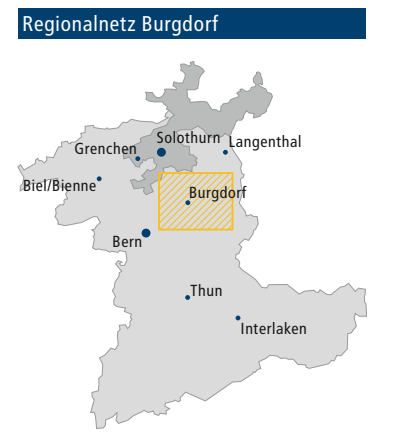 Regionalnetz Burgdorf
Solothurn
Grenchen
Langenthal
Biel/Bienne
Burgdorf
Bern
Thun
Interlaken